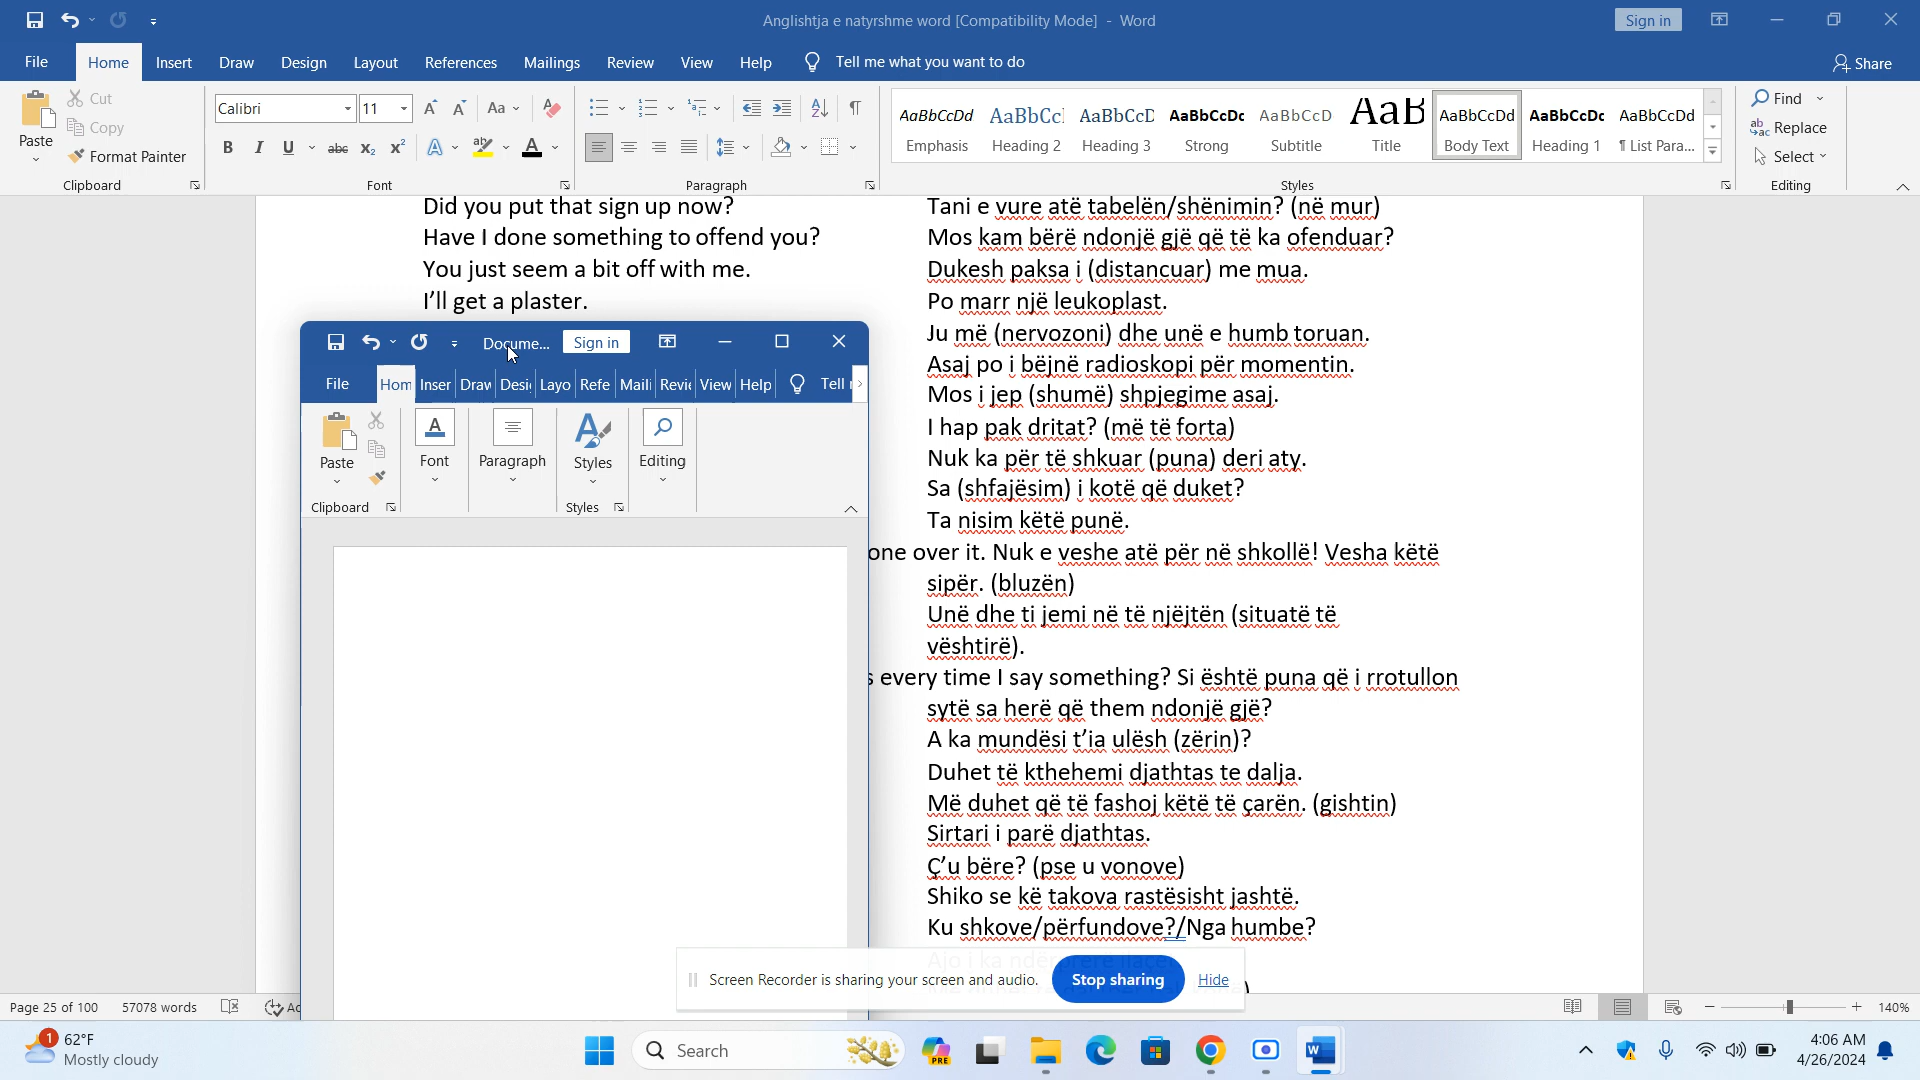 Anglishtja e natyrshme word [Compatibility Mode] - Word
Sign in
File Home Insert Draw Design Layout References Mailings Review View Help Tell me what you want to do Share
Paste
Cut
Copy
Format Painter
Clipboard
Calibri 11
Font
Paragraph
AaBbCcDd AaBbCcI AaBbCcD AaBbCcDc AaBbCcD AaB AaBbCcDd AaBbCcDc AaBbCcDd
Emphasis Heading 2 Heading 3 Strong Subtitle Title Body Text Heading 1 ¶ List Para...
Styles
Find
Replace
Select
Editing
Did you put that sign up now? Tani e vure atë tabelën/shënimin? (në mur)
Have I done something to offend you? Mos kam bërë ndonjë gjë që të ka ofenduar?
You just seem a bit off with me. Dukesh paksa i (distancuar) me mua.
I’ll get a plaster. Po marr një leukoplast.
Ju më (nervozoni) dhe unë e humb toruan.
Asaj po i bëjnë radioskopi për momentin.
Mos i jep (shumë) shpjegime asaj.
I hap pak dritat? (më të forta)
Nuk ka për të shkuar (puna) deri aty.
Sa (shfajësim) i kotë që duket?
Ta nisim këtë punë.
one over it. Nuk e veshe atë për në shkollë! Vesha këtë
sipër. (bluzën)
Unë dhe ti jemi në të njëjtën (situatë të
vështirë).
s every time I say something? Si është puna që i rrotullon
sytë sa herë që them ndonjë gjë?
A ka mundësi t’ia ulësh (zërin)?
Duhet të kthehemi djathtas te dalja.
Më duhet që të fashoj këtë të çarën. (gishtin)
Sirtari i parë djathtas.
Ç’u bëre? (pse u vonove)
Shiko se kë takova rastësisht jashtë.
Ku shkove/përfundove?/Nga humbe?
Docume... Sign in
File Hom Inser Draw Desi Layo Refe Maili Revie View Help Tell
Paste Font Paragraph Styles Editing
Clipboard Styles
Screen Recorder is sharing your screen and audio. Stop sharing Hide
Page 25 of 100 57078 words Ac 140%
1
62°F
Mostly cloudy
Search
PRE
4:06 AM
4/26/2024